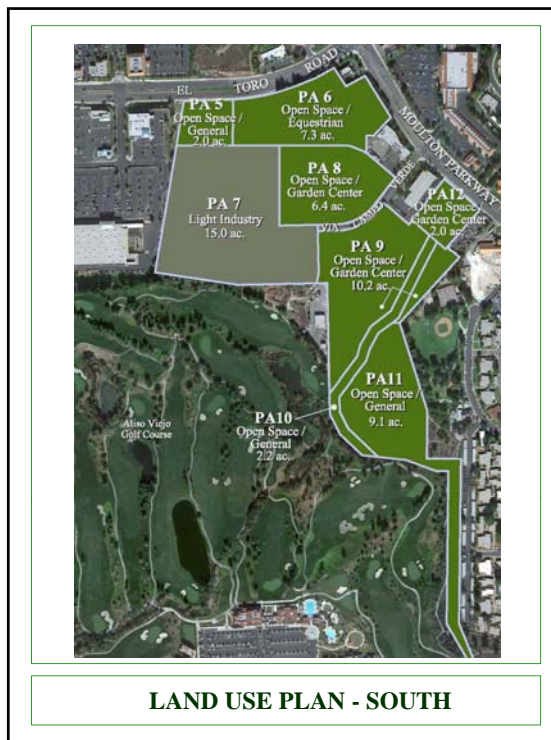 EL TORO ROAD
MOULTON PARKWAY
PA 5
Open Space /
General
2.0 ac.
PA 6
Open Space /
Equestrian
7.3 ac.
PA 7
Light Industry
15.0 ac.
PA 8
Open Space /
Garden Center
6.4 ac.
VIA CAMPO VERDE
PA12
Open Space /
Garden Center
2.0 ac.
PA 9
Open Space /
Garden Center
10.2 ac.
PA11
Open Space /
General
9.1 ac.
PA10
Open Space /
General
2.2 ac.
Aliso Viejo
Golf Course
LAND USE PLAN - SOUTH